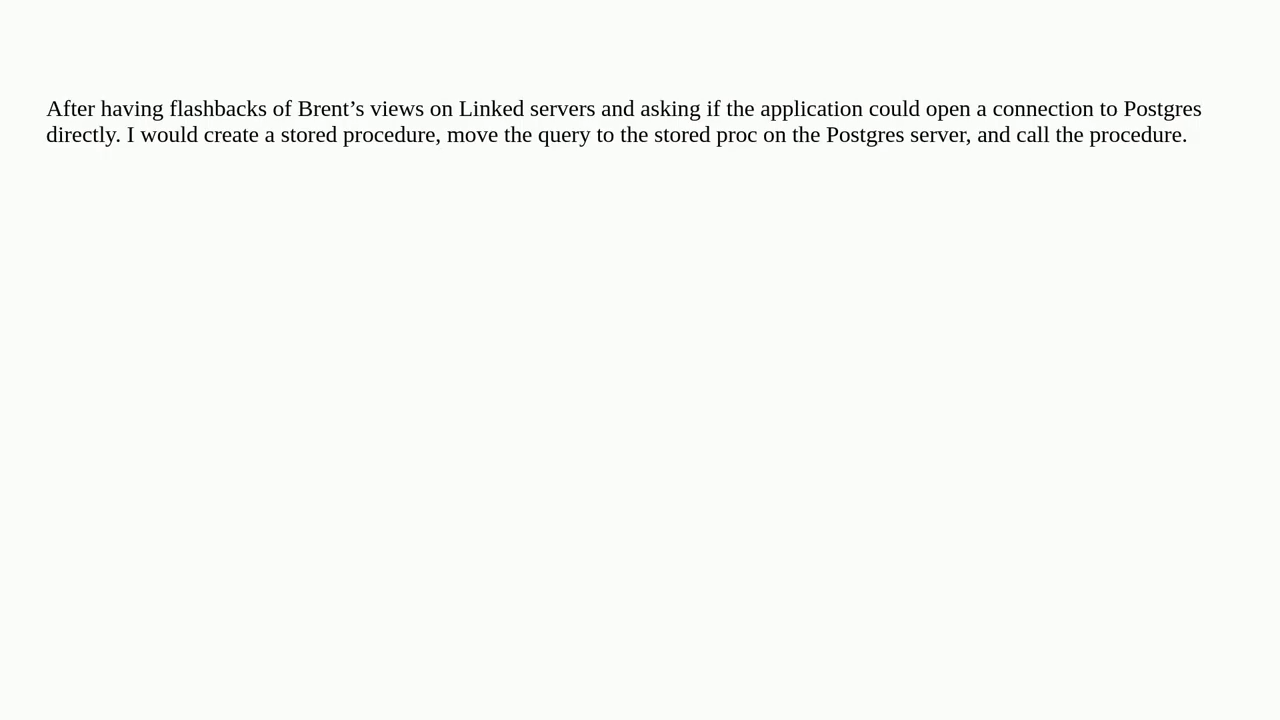 After having flashbacks of Brent’s views on Linked servers and asking if the application could open a connection to Postgres
directly. I would create a stored procedure, move the query to the stored proc on the Postgres server, and call the procedure.